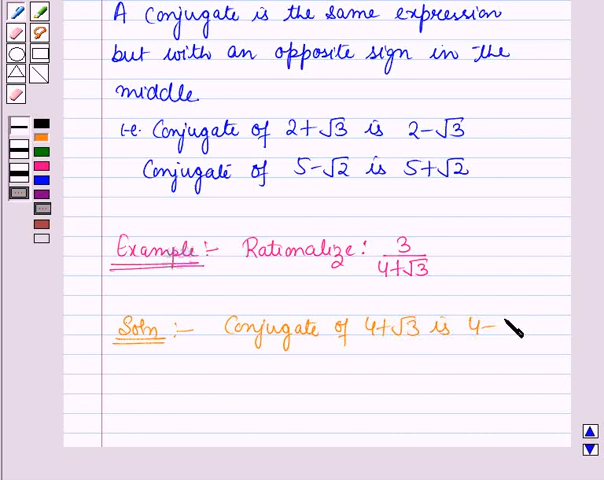 A Conjugate is the same expression
but with an opposite sign in the
middle.
i.e. Conjugate of 2+√3 is 2-√3
Conjugate of 5-√2 is 5+√2
Example :- Rationalize : 3/(4+√3)
Soln :- Conjugate of 4+√3 is 4-